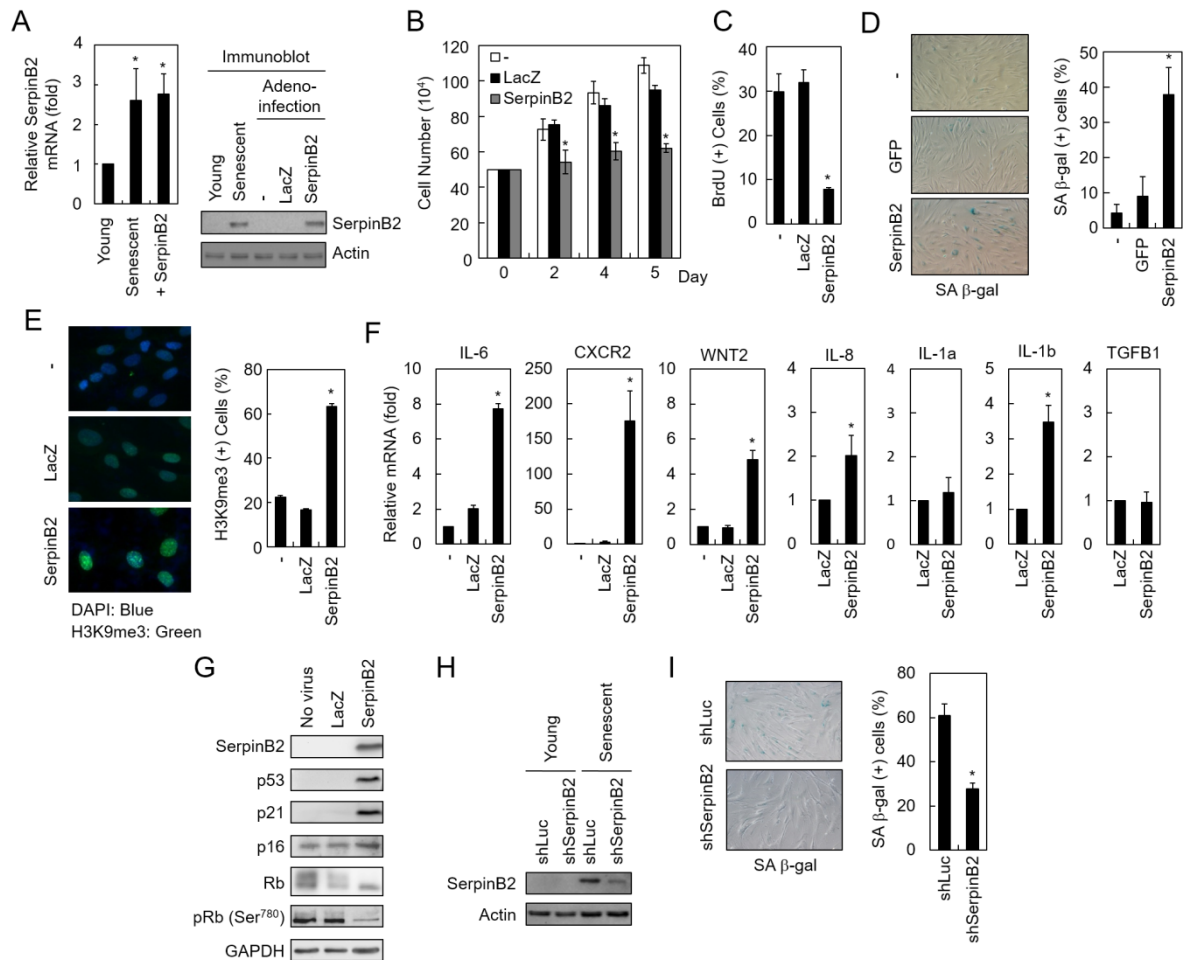 A
Relative SerpinB2
mRNA (fold)
4
3
2
1
0
*
*
Young
Senescent
+ SerpinB2
Immunoblot
Adeno-
infection
Young
Senescent
-
LacZ
SerpinB2
SerpinB2
Actin
B
Cell Number (10⁴)
120
100
80
60
40
20
0
-
LacZ
SerpinB2
*
*
*
0
2
4
5
Day
C
BrdU (+) Cells (%)
40
30
20
10
0
*
-
LacZ
SerpinB2
D
-
GFP
SerpinB2
SA β-gal
SA β-gal (+) Cells (%)
50
40
30
20
10
0
*
-
GFP
SerpinB2
E
-
LacZ
SerpinB2
DAPI: Blue
H3K9me3: Green
H3K9me3 (+) Cells (%)
80
60
40
20
0
*
-
LacZ
SerpinB2
F
Relative mRNA (fold)
IL-6
10
8
6
4
2
0
*
-
LacZ
SerpinB2
CXCR2
250
200
150
100
50
0
*
-
LacZ
SerpinB2
WNT2
10
8
6
4
2
0
*
-
LacZ
SerpinB2
IL-8
4
3
2
1
0
*
LacZ
SerpinB2
IL-1a
4
3
2
1
0
LacZ
SerpinB2
IL-1b
5
4
3
2
1
0
*
LacZ
SerpinB2
TGFB1
4
3
2
1
0
LacZ
SerpinB2
G
No virus
LacZ
SerpinB2
SerpinB2
p53
p21
p16
Rb
pRb (Ser⁷⁸⁰)
GAPDH
H
Young
Senescent
shLuc
shSerpinB2
shLuc
shSerpinB2
SerpinB2
Actin
I
shLuc
shSerpinB2
SA β-gal
SA β-gal (+) cells (%)
80
60
40
20
0
*
shLuc
shSerpinB2